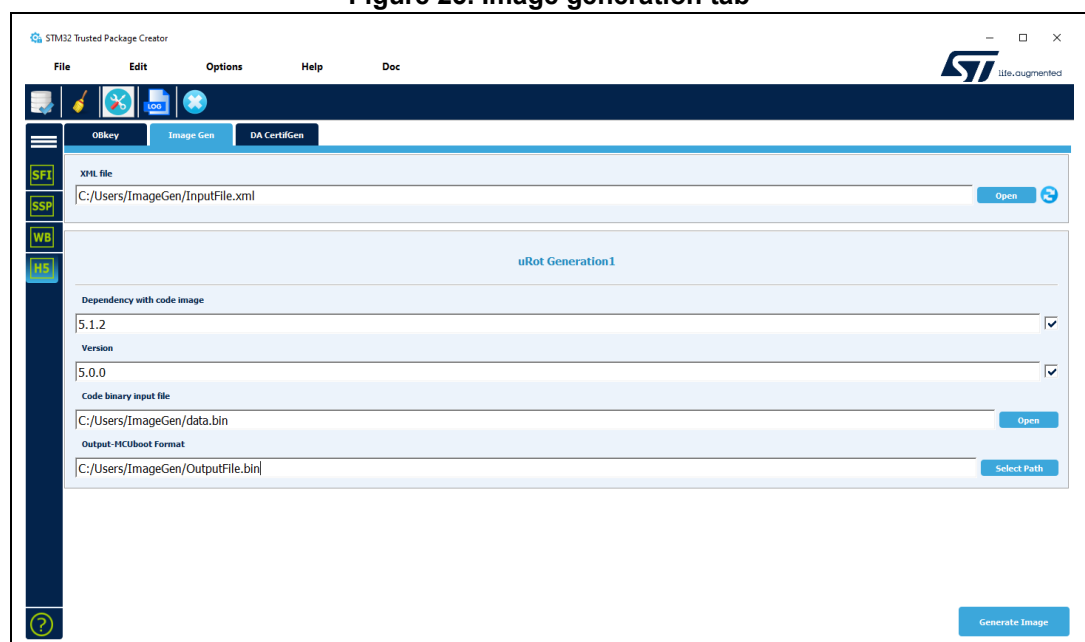 Figure 25. Image generation tab
STM32 Trusted Package Creator
File Edit Options Help Doc
ST life.augmented
LOG
OBkey Image Gen DA CertifGen
SFI
SSP
WB
H5
XML file
C:/Users/ImageGen/InputFile.xml Open
uRot Generation1
Dependency with code image
5.1.2
Version
5.0.0
Code binary input file
C:/Users/ImageGen/data.bin Open
Output-MCUboot Format
C:/Users/ImageGen/OutputFile.bin Select Path
?
Generate Image